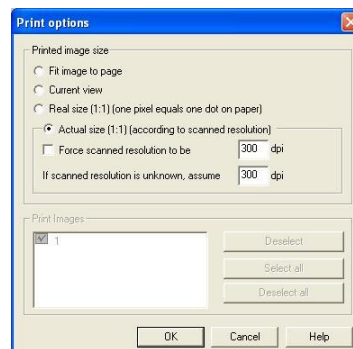 Print options
Printed image size
Fit image to page
Current view
Real size (1:1) (one pixel equals one dot on paper)
Actual size (1:1) (according to scanned resolution)
Force scanned resolution to be 300 dpi
If scanned resolution is unknown, assume 300 dpi
Print Images
1
Deselect
Select all
Deselect all
OK Cancel Help